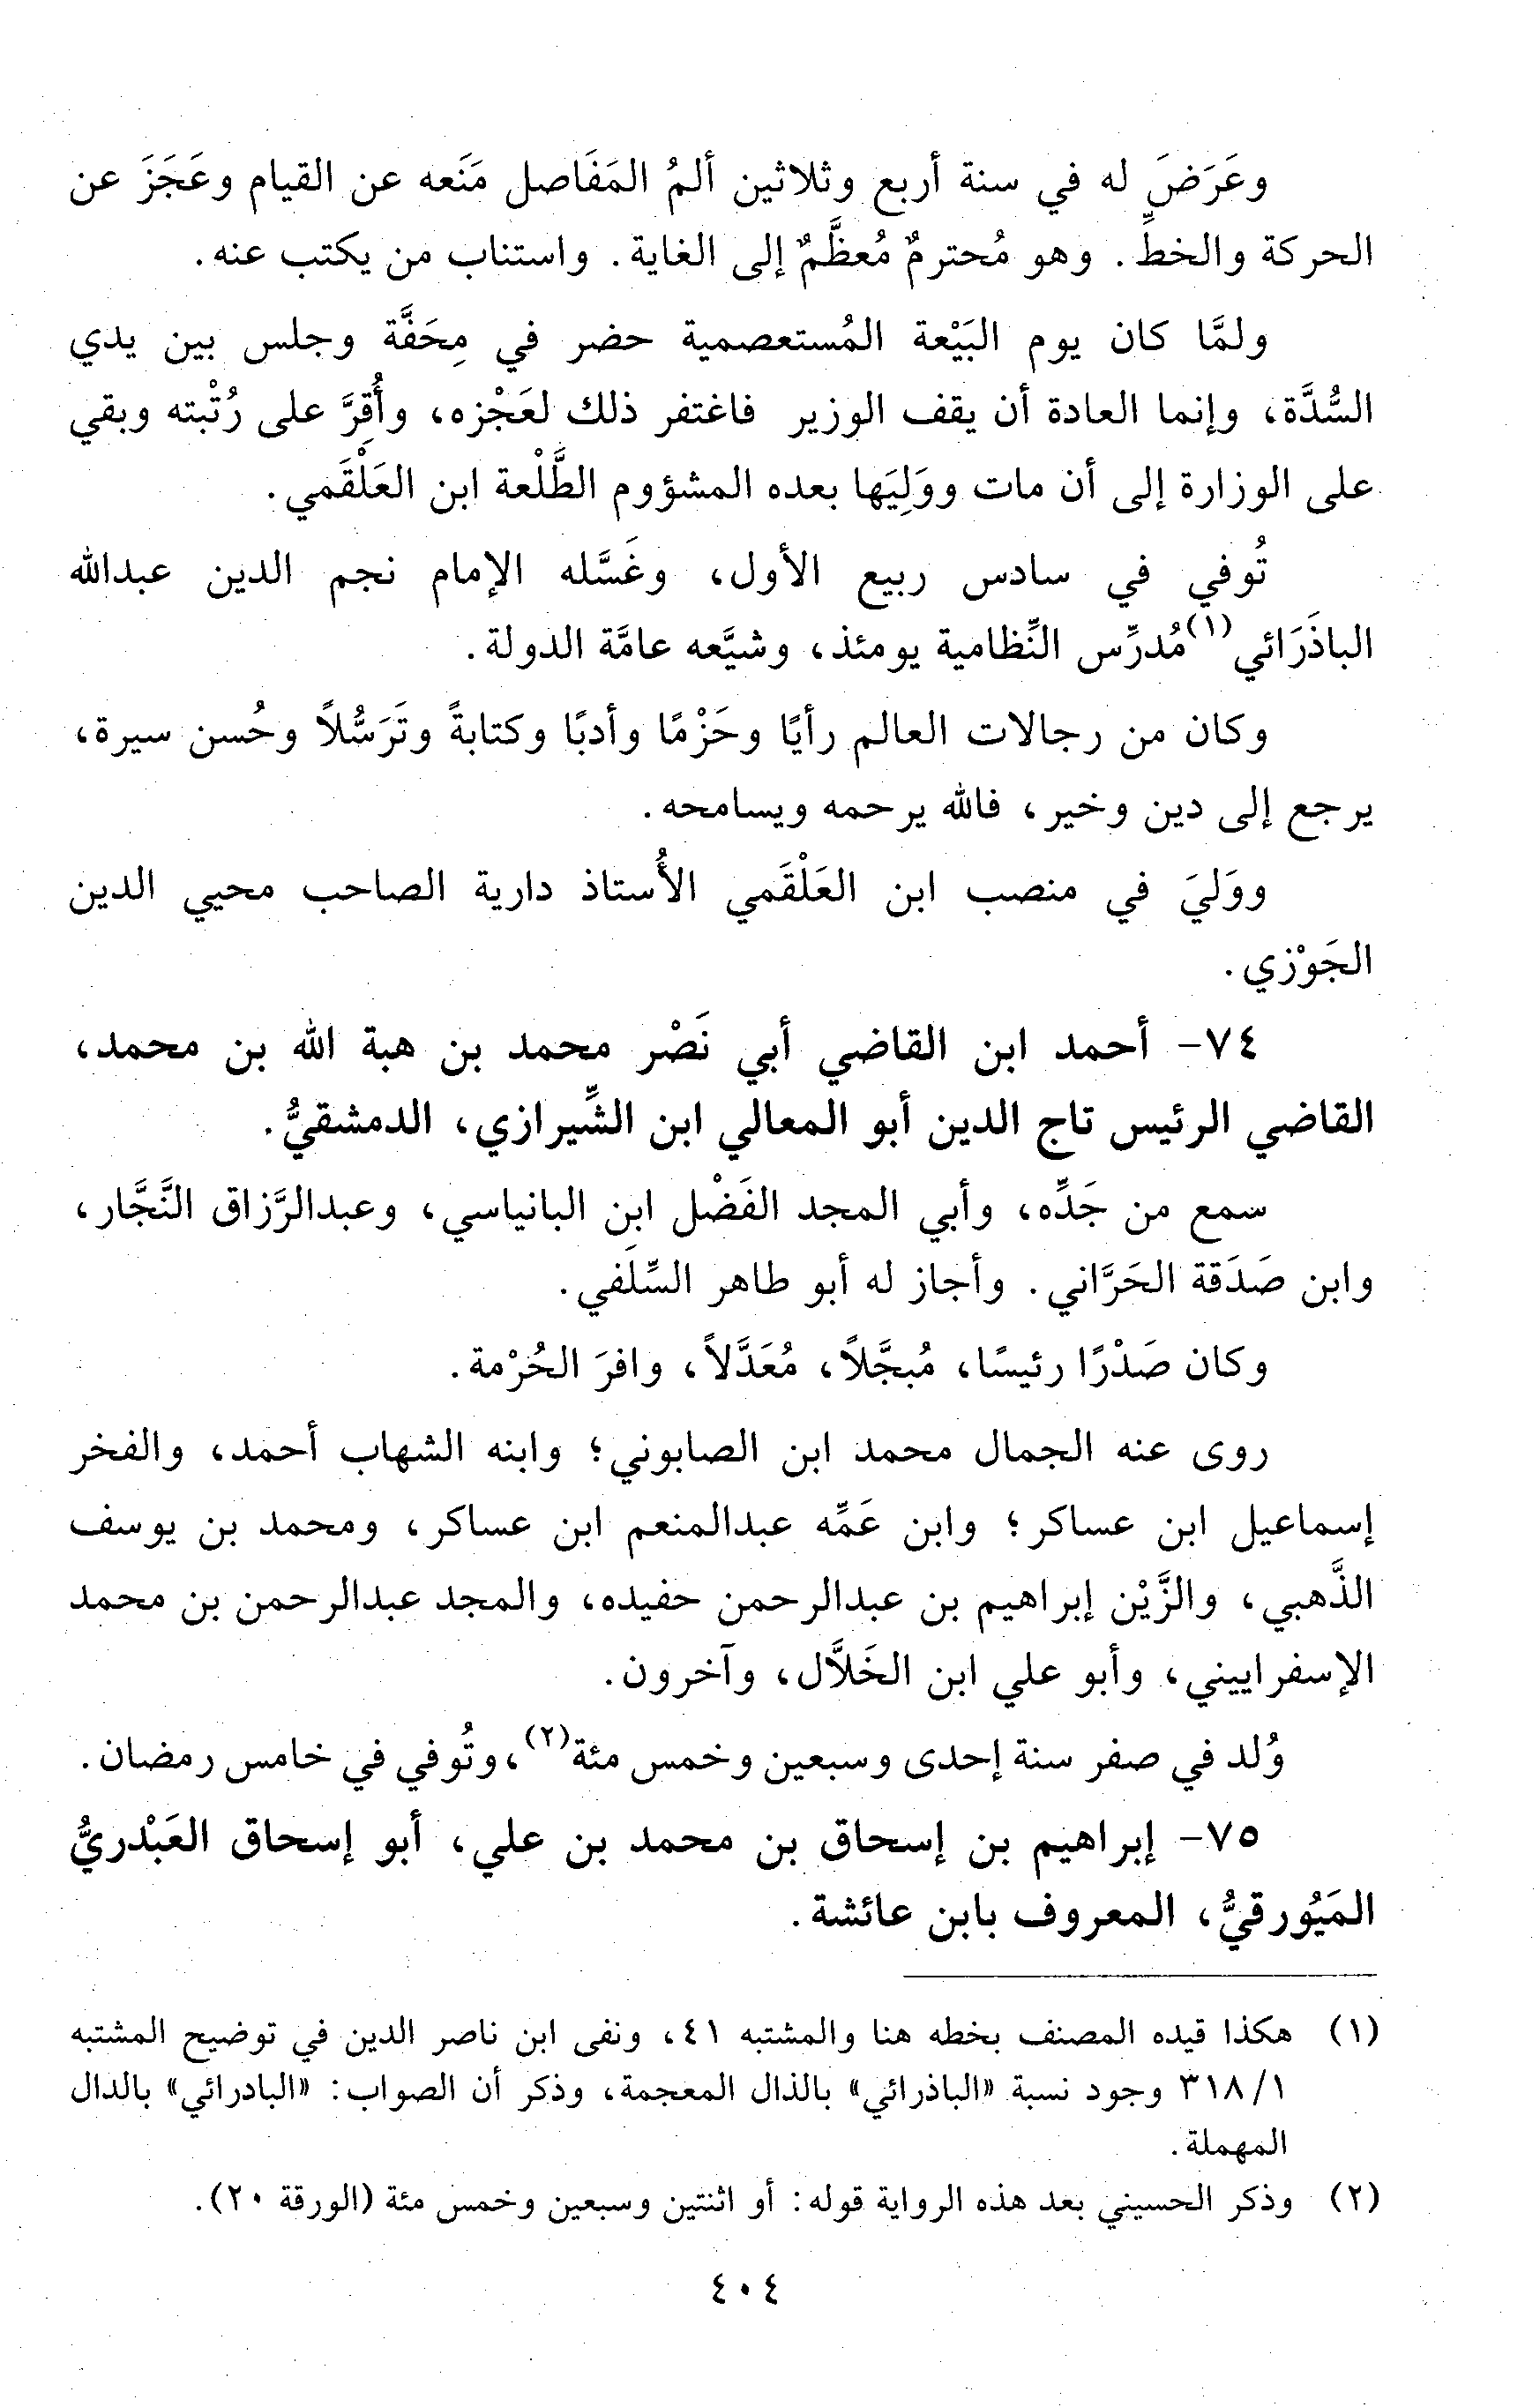 وعَرَضَ له في سنة أربع وثلاثين ألمُ المَفَاصل مَنَعه عن القيام وعَجَزَ عن
الحركة والخطِّ. وهو مُحترمٌ مُعظَّمٌ إلى الغاية. واستناب من يكتب عنه.
ولمَّا كان يوم البَيْعة المُستعصمية حضر في مِحَفَّة وجلس بين يدي
السُّدَّة، وإنما العادة أن يقف الوزير فاغتفر ذلك لعَجْزه، وأُقِرَّ على رُتْبته وبقي
على الوزارة إلى أن مات ووَلِيَها بعده المشؤوم الطَّلْعة ابن العَلْقَمي.
تُوفي في سادس ربيع الأول، وغَسَّله الإمام نجم الدين عبدالله
الباذَرَائي(١) مُدرِّس النِّظامية يومئذ، وشيَّعه عامَّة الدولة.
وكان من رجالات العالم رأيًا وحَزْمًا وأدبًا وكتابةً وتَرَسُّلاً وحُسن سيرة،
يرجع إلى دين وخير، فالله يرحمه ويسامحه.
ووَليَ في منصب ابن العَلْقَمي الأُستاذ دارية الصاحب محيي الدين
الجَوْزي.
٧٤- أحمد ابن القاضي أبي نَصْر محمد بن هبة الله بن محمد،
القاضي الرئيس تاج الدين أبو المعالي ابن الشِّيرازي، الدمشقيُّ.
سمع من جَدِّه، وأبي المجد الفَضْل ابن البانياسي، وعبدالرَّزاق النَّجَّار،
وابن صَدَقة الحَرَّاني. وأجاز له أبو طاهر السِّلَفي.
وكان صَدْرًا رئيسًا، مُبجَّلاً، مُعَدَّلاً، وافرَ الحُرْمة.
روى عنه الجمال محمد ابن الصابوني؛ وابنه الشهاب أحمد، والفخر
إسماعيل ابن عساكر؛ وابن عَمِّه عبدالمنعم ابن عساكر، ومحمد بن يوسف
الذَّهبي، والزَّيْن إبراهيم بن عبدالرحمن حفيده، والمجد عبدالرحمن بن محمد
الإسفراييني، وأبو علي ابن الخَلاَّل، وآخرون.
وُلد في صفر سنة إحدى وسبعين وخمس مئة(٢)، وتُوفي في خامس رمضان.
٧٥- إبراهيم بن إسحاق بن محمد بن علي، أبو إسحاق العَبْدريُّ
المَيُورقيُّ، المعروف بابن عائشة.
(١) هكذا قيده المصنف بخطه هنا والمشتبه ٤١، ونفى ابن ناصر الدين في توضيح المشتبه
٣١٨/١ وجود نسبة «الباذرائي» بالذال المعجمة، وذكر أن الصواب: «البادرائي» بالدال
المهملة.
(٢) وذكر الحسيني بعد هذه الرواية قوله: أو اثنتين وسبعين وخمس مئة (الورقة ٢٠).
٤٠٤